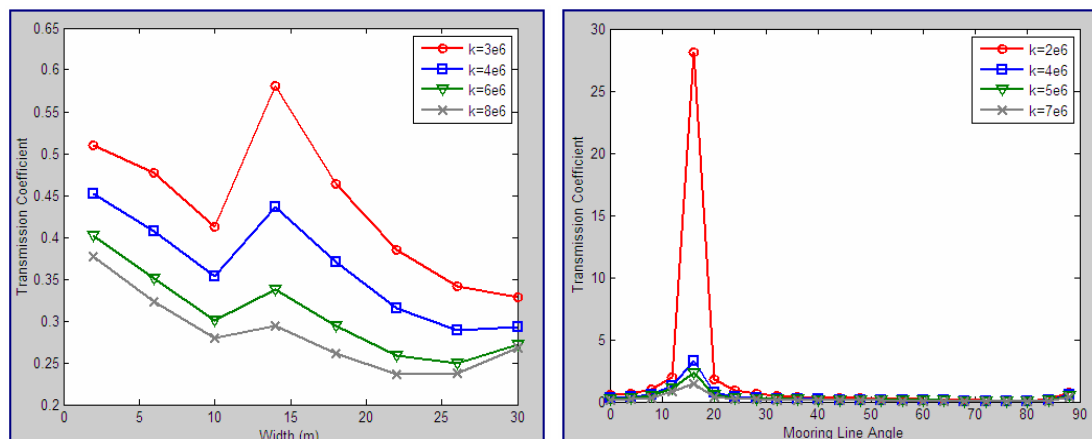 0.65
0.6
0.55
0.5
0.45
0.4
0.35
0.3
0.25
0.2
Transmission Coefficient
0 5 10 15 20 25 30
Width (m)
k=3e6
k=4e6
k=6e6
k=8e6
30
25
20
15
10
5
0
Transmission Coefficient
0 10 20 30 40 50 60 70 80 90
Mooring Line Angle
k=2e6
k=4e6
k=5e6
k=7e6